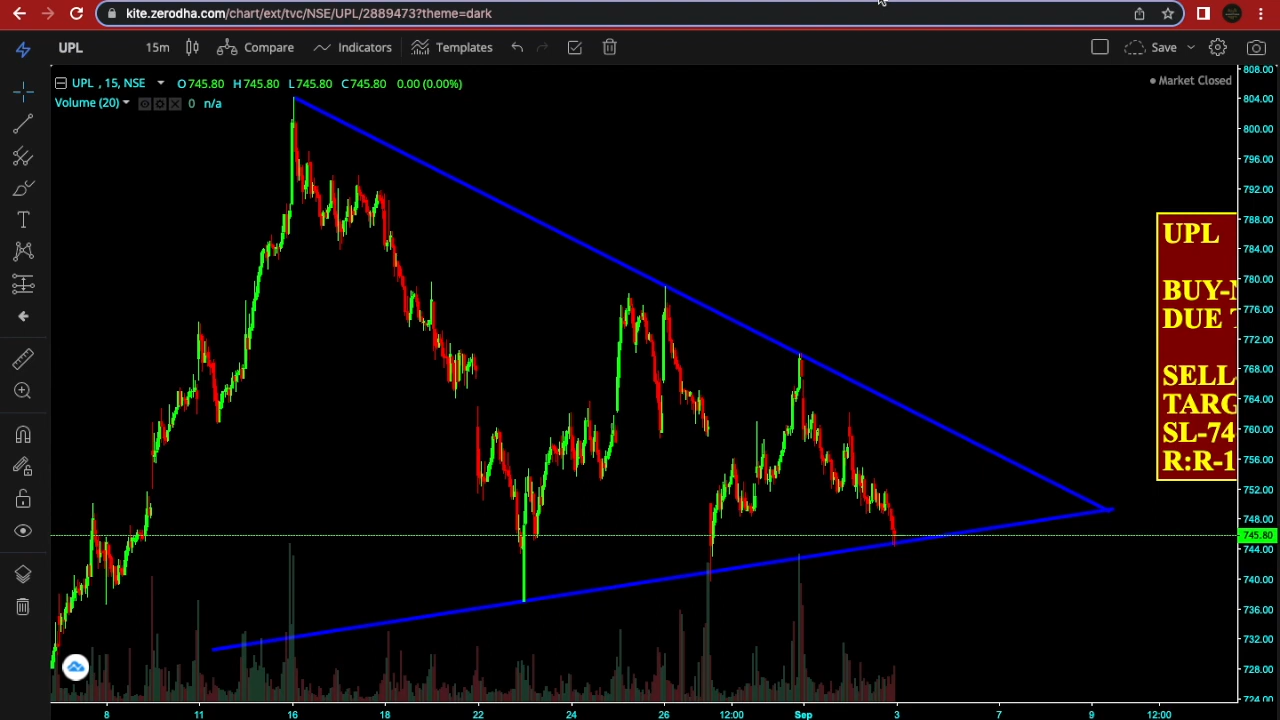 kite.zerodha.com/chart/ext/tvc/NSE/UPL/2889473?theme=dark
UPL 15m Compare Indicators Templates Save
UPL , 15, NSE O745.80 H745.80 L745.80 C745.80 0.00 (0.00%)
Market Closed
Volume (20) 0 n/a
808.00
804.00
800.00
796.00
792.00
788.00
784.00
780.00
776.00
772.00
768.00
764.00
760.00
756.00
752.00
748.00
745.80
744.00
740.00
736.00
732.00
728.00
724.00
UPL
BUY-
DUE
SELL
TARG
SL-74
R:R-1
8 11 16 18 22 24 26 12:00 Sep 3 7 9 12:00